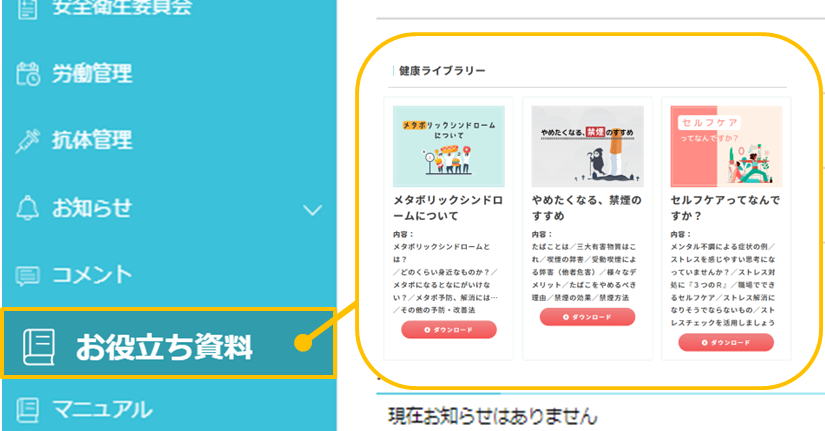 安全衛生委員会
労働管理
抗体管理
お知らせ
コメント
お役立ち資料
マニュアル
健康ライブラリー
メタボリックシンドローム
について
メタボリックシンドロ
ームについて
内容：
メタボリックシンドロームと
は？
／どのくらい身近なものか？／
メタボになるとなにがいけな
い？／メタボ予防、解消には…
／その他の予防・改善法
ダウンロード
やめたくなる、禁煙のすすめ
やめたくなる、禁煙の
すすめ
内容：
たばことは／三大有害物質はこ
れ／喫煙の弊害／受動喫煙によ
る弊害（他者危害）／様々なデ
メリット／たばこをやめるべき
理由／禁煙の効果／禁煙方法
ダウンロード
セルフケア
ってなんですか？
セルフケアってなんで
すか？
内容：
メンタル不調による症状の例／
ストレスを感じやすい思考にな
っていませんか？／ストレス対
処に『３つのＲ』／職場ででき
るセルフケア／ストレス解消に
なりそうでならないもの／スト
レスチェックを活用しましょう
ダウンロード
現在お知らせはありません